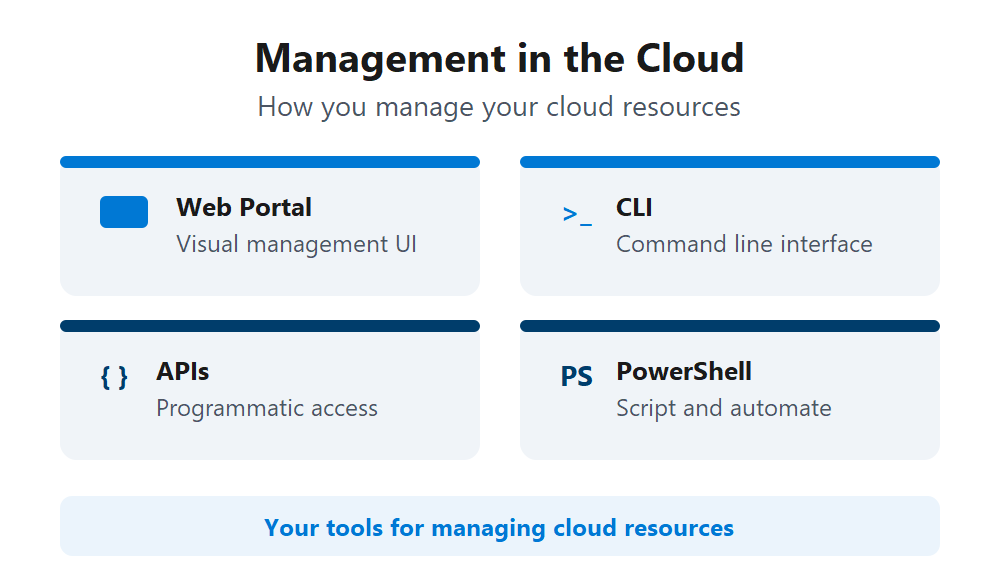 Management in the Cloud
How you manage your cloud resources
Web Portal
Visual management UI
>_
CLI
Command line interface
{ }
APIs
Programmatic access
PS
PowerShell
Script and automate
Your tools for managing cloud resources